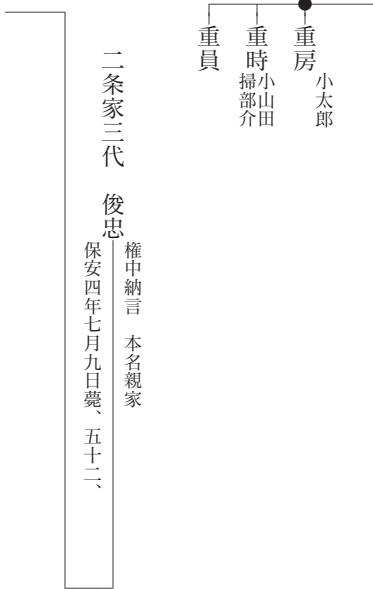 重房
小太郎
重時
小山田
掃部介
重員
二条家三代　俊忠
権中納言　本名親家
保安四年七月九日薨、五十二、